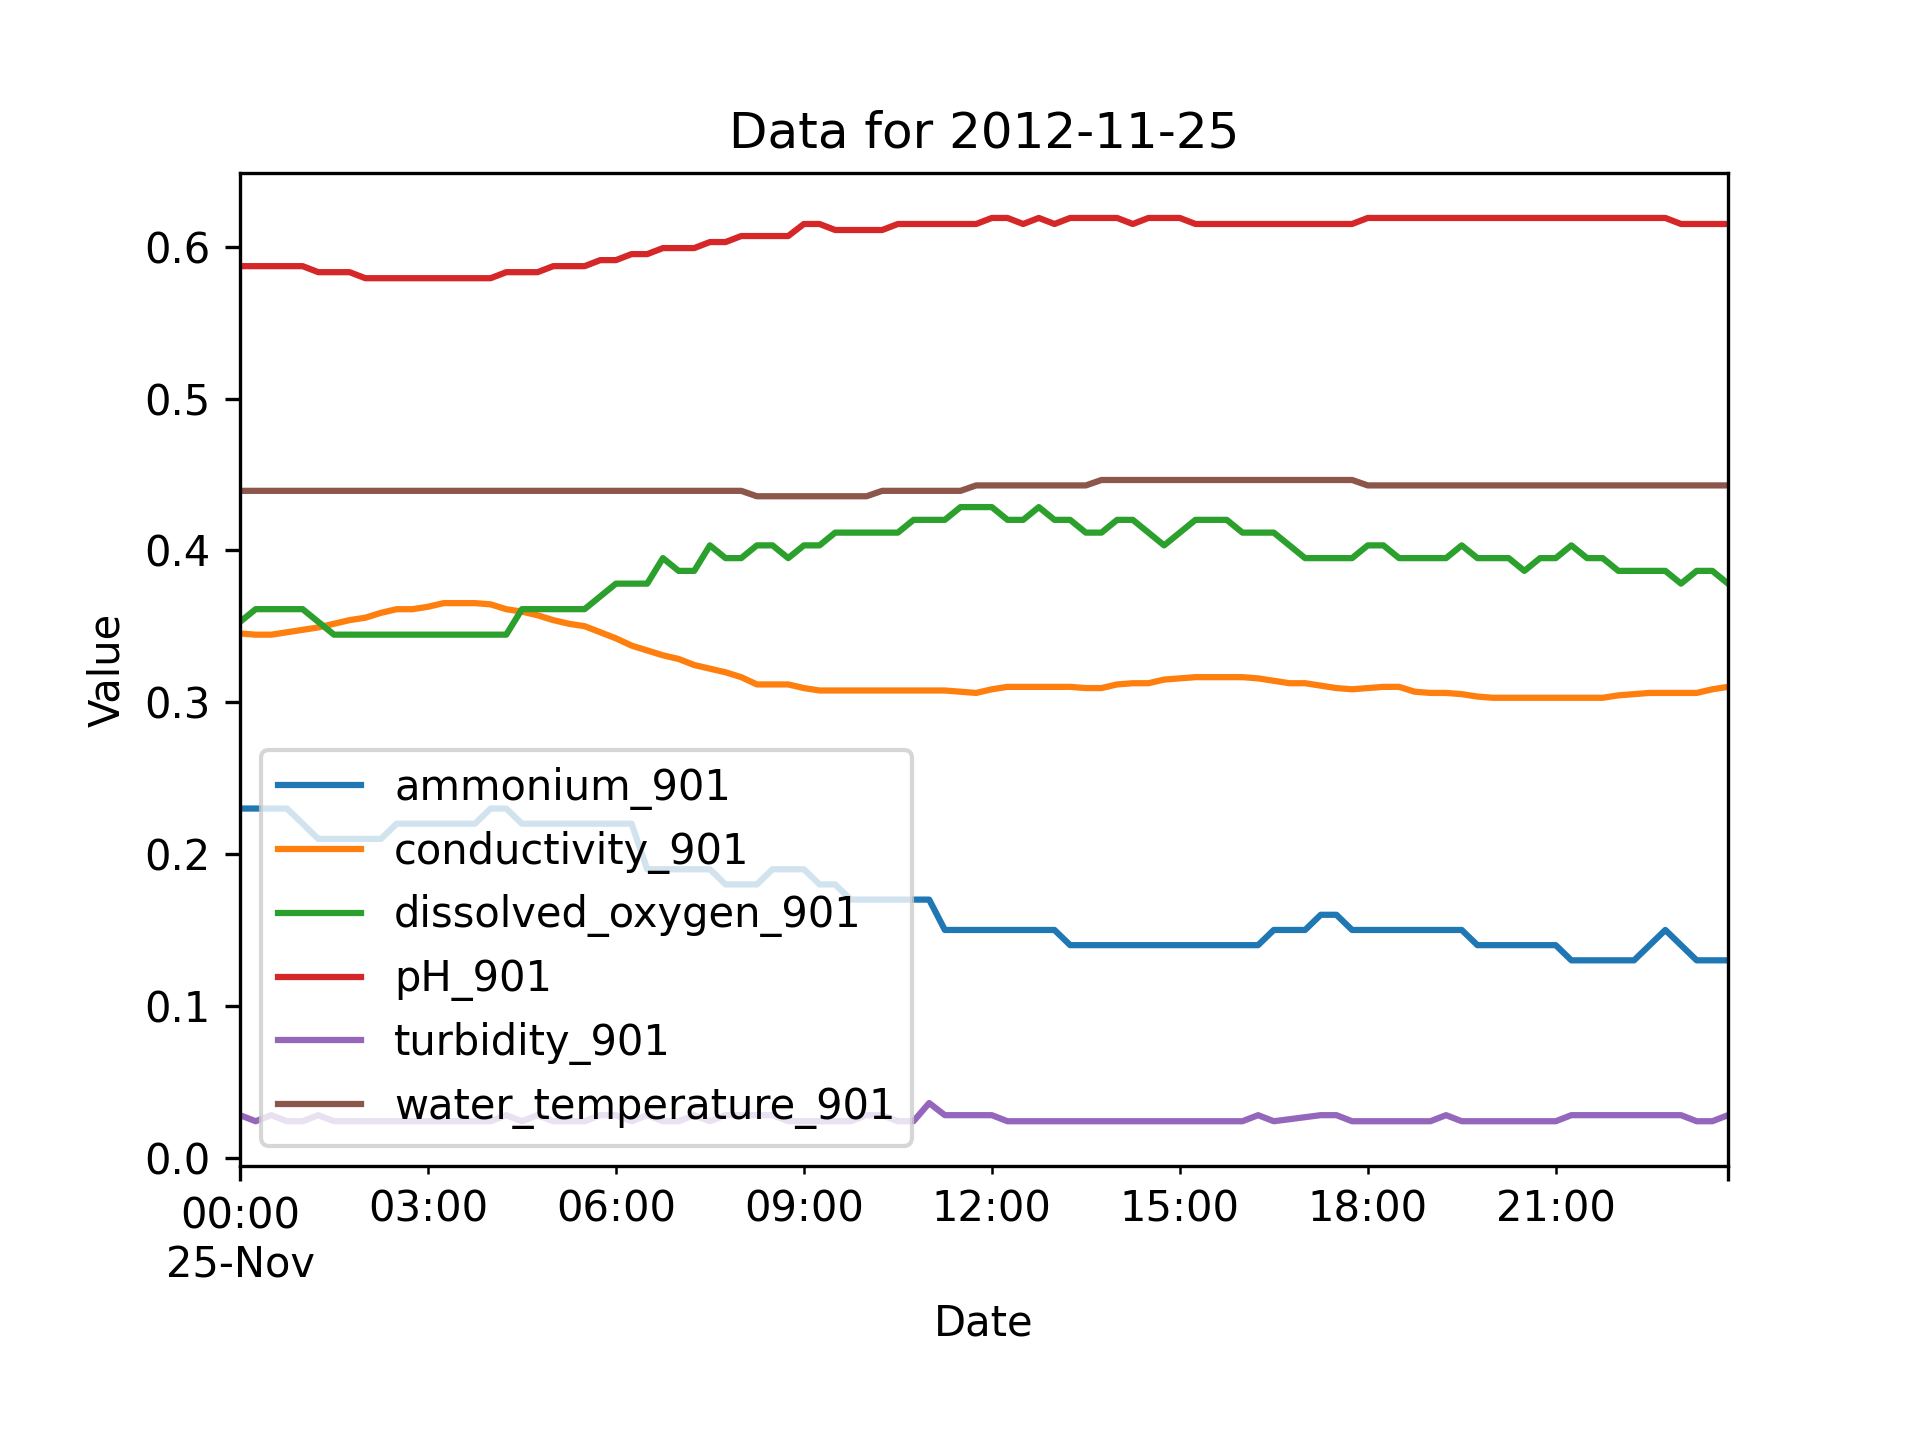 Data for 2012-11-25
Value
0.6
0.5
0.4
0.3
0.2
0.1
0.0
ammonium_901
conductivity_901
dissolved_oxygen_901
pH_901
turbidity_901
water_temperature_901
00:00 03:00 06:00 09:00 12:00 15:00 18:00 21:00
25-Nov
Date